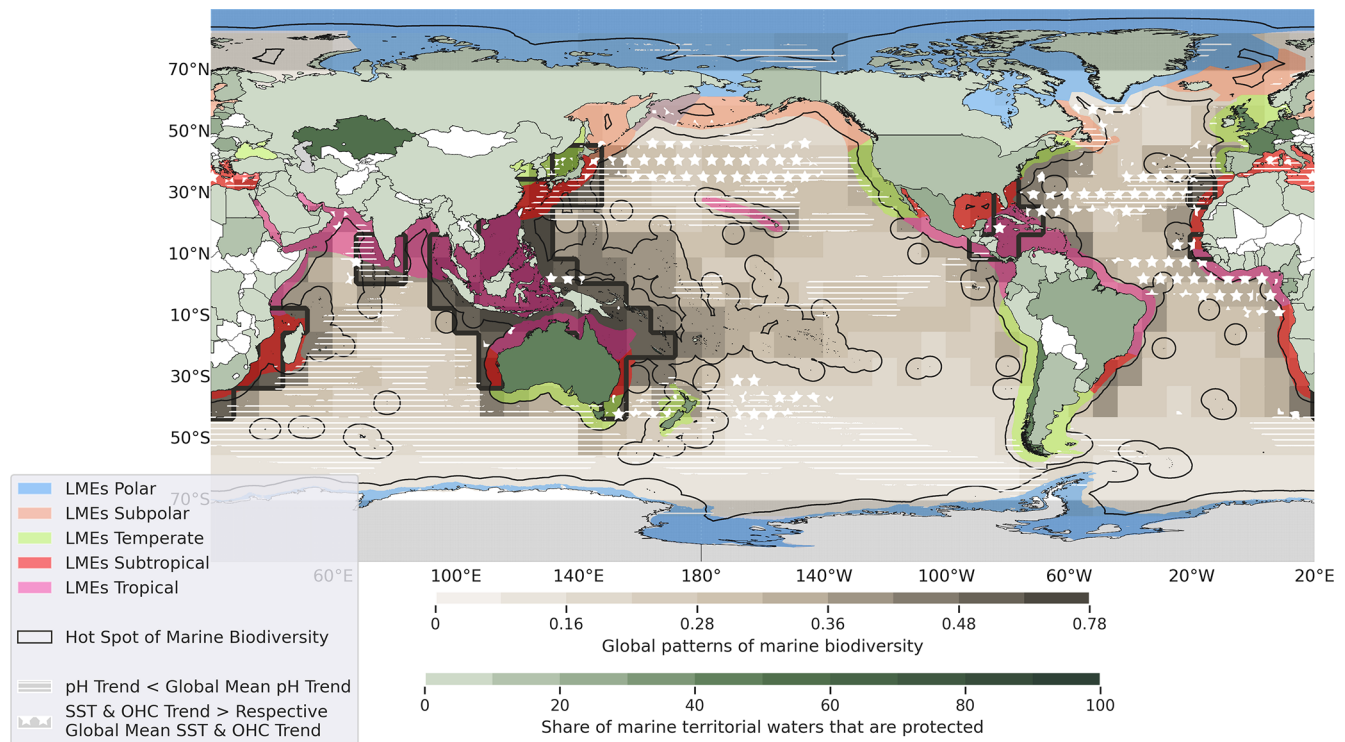 70°N
50°N
30°N
10°N
10°S
30°S
50°S
70°S
60°E
100°E
140°E
180°
140°W
100°W
60°W
20°W
20°E
LMEs Polar
LMEs Subpolar
LMEs Temperate
LMEs Subtropical
LMEs Tropical
Hot Spot of Marine Biodiversity
pH Trend < Global Mean pH Trend
SST & OHC Trend > Respective
Global Mean SST & OHC Trend
0
0.16
0.28
0.36
0.48
0.78
Global patterns of marine biodiversity
0
20
40
60
80
100
Share of marine territorial waters that are protected